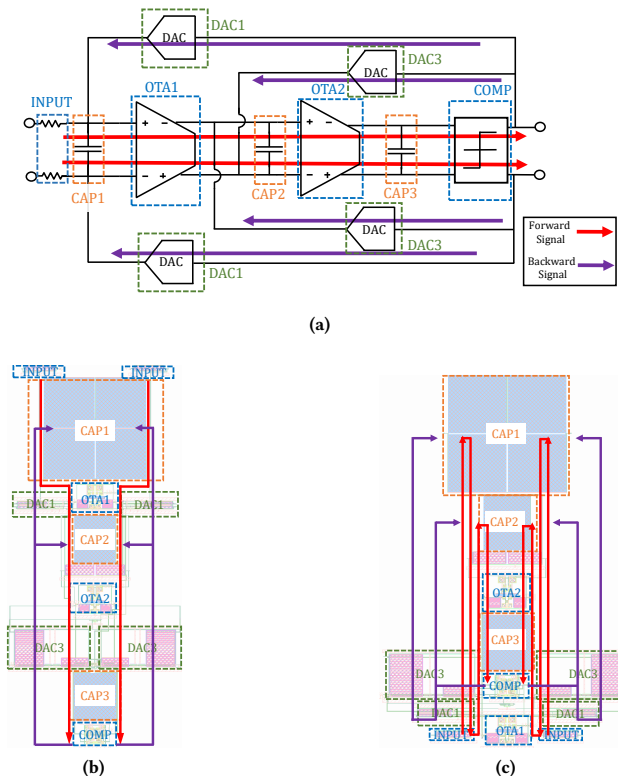 DAC
DAC1
DAC
DAC3
INPUT
OTA1
OTA2
COMP
+ −
− +
+ −
− +
CAP1
CAP2
CAP3
DAC
DAC3
DAC
DAC1
Forward
Signal
Backward
Signal
(a)
INPUT INPUT
CAP1
DAC1 OTA1 DAC1
CAP2
OTA2
DAC3 DAC3
CAP3
COMP
(b)
CAP1
CAP2
OTA2
CAP3
DAC3 COMP DAC3
DAC1 DAC1
INPUT OTA1 INPUT
(c)